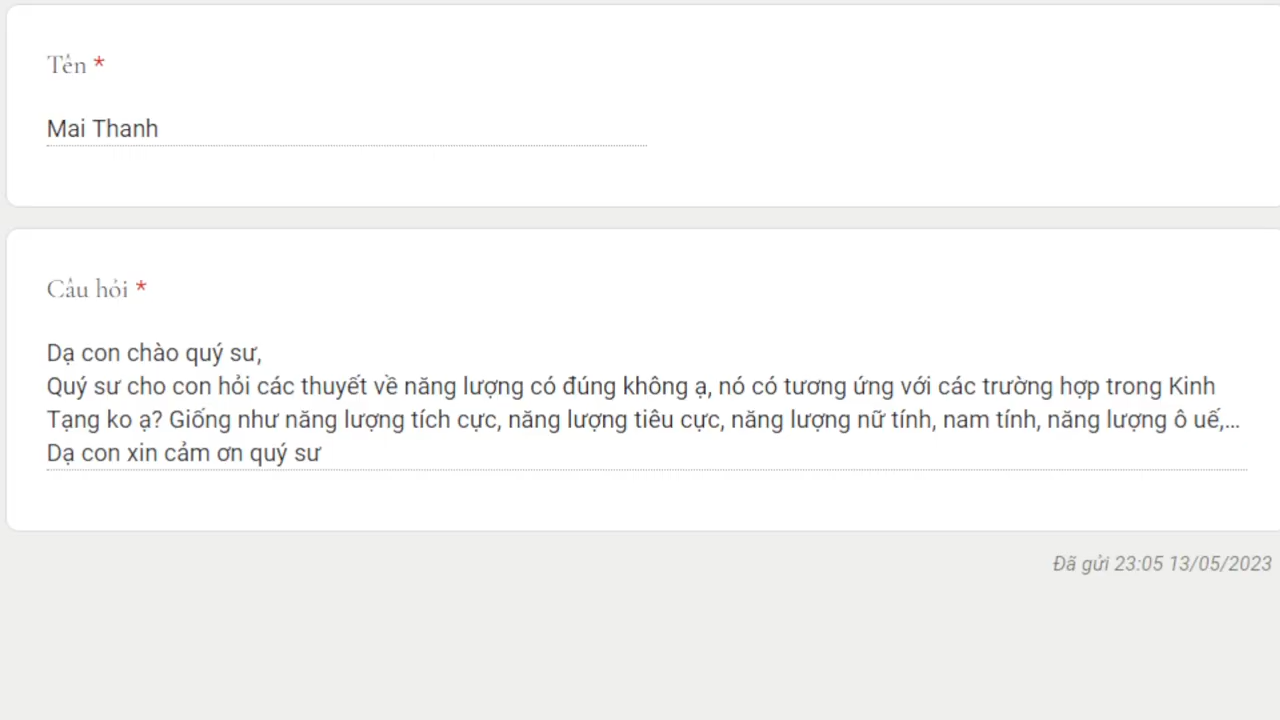 Tên *
Mai Thanh
Câu hỏi *
Dạ con chào quý sư,
Quý sư cho con hỏi các thuyết về năng lượng có đúng không ạ, nó có tương ứng với các trường hợp trong Kinh
Tạng ko ạ? Giống như năng lượng tích cực, năng lượng tiêu cực, năng lượng nữ tính, nam tính, năng lượng ô uế,...
Dạ con xin cảm ơn quý sư
Đã gửi 23:05 13/05/2023